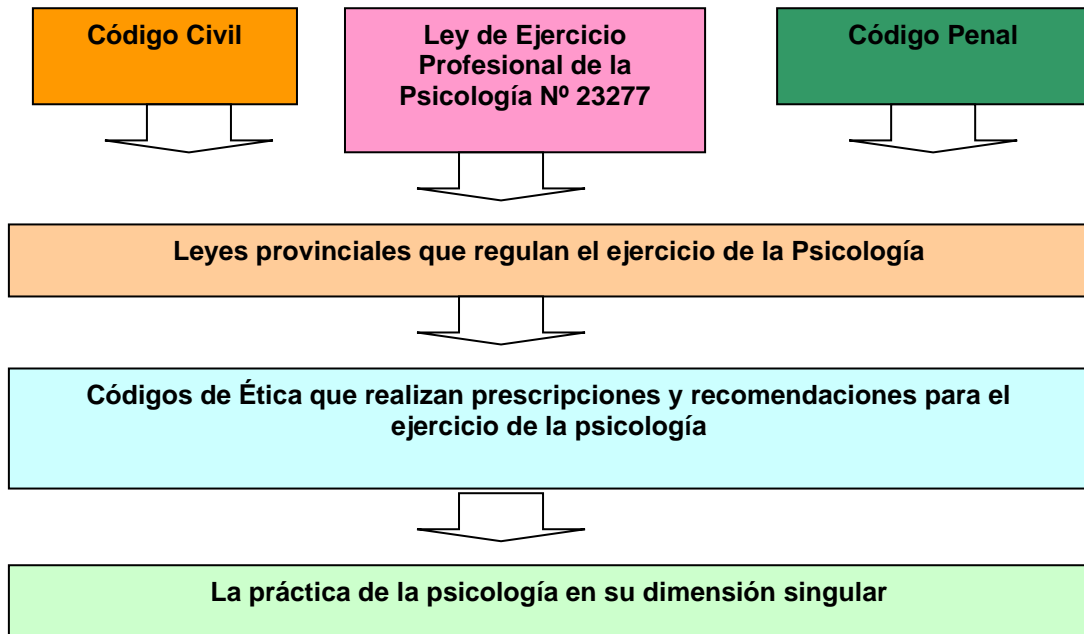 Código Civil
Ley de Ejercicio
Profesional de la
Psicología Nº 23277
Código Penal
Leyes provinciales que regulan el ejercicio de la Psicología
Códigos de Ética que realizan prescripciones y recomendaciones para el
ejercicio de la psicología
La práctica de la psicología en su dimensión singular